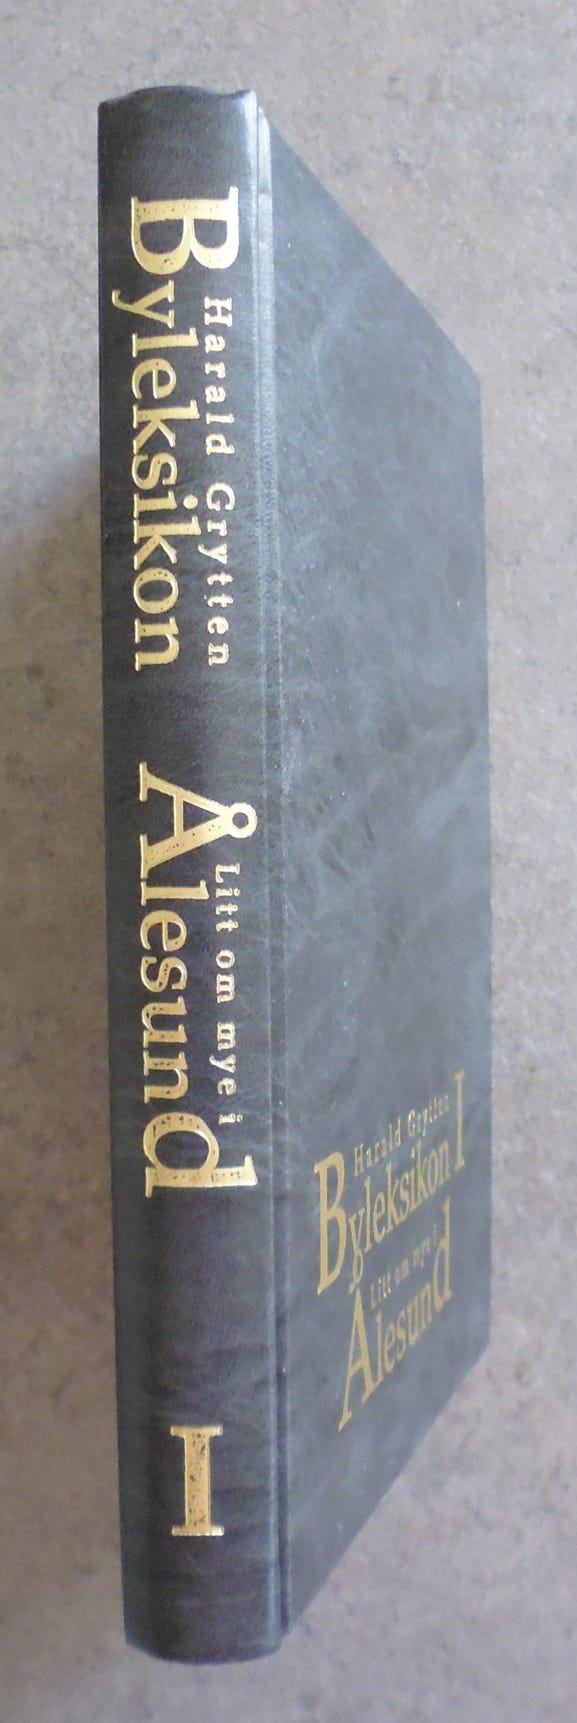 Harald Grytten
Byleksikon
Litt om mye i
Ålesund
I
Harald Grytten
Byleksikon I
Litt om mye i
Ålesund